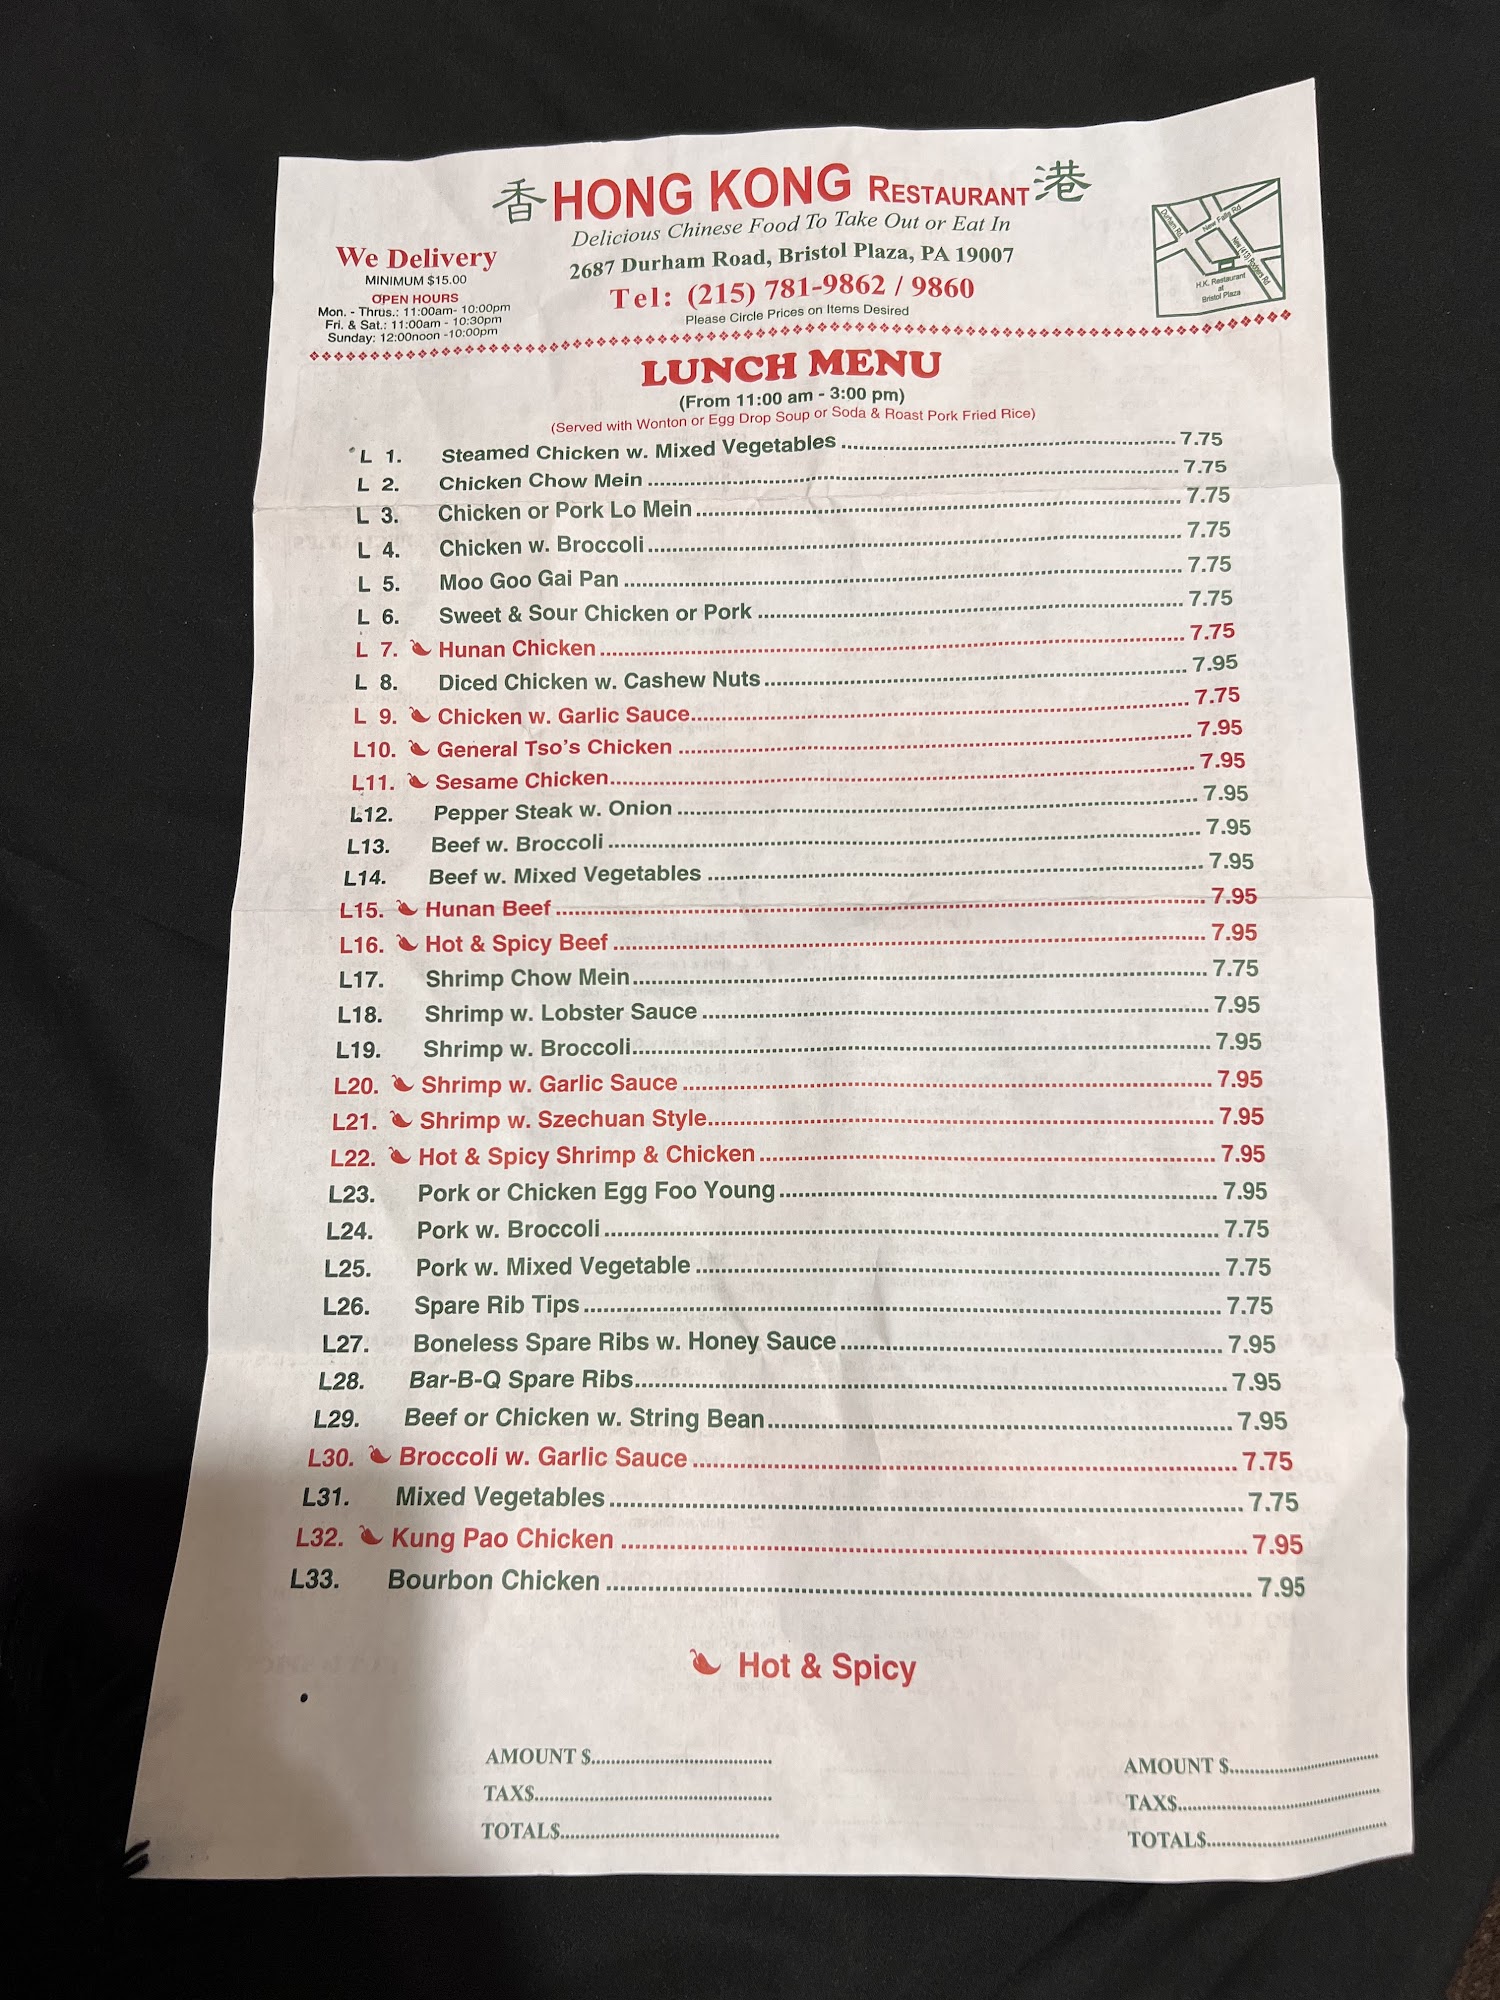 香 HONG KONG RESTAURANT 港
Delicious Chinese Food To Take Out or Eat In
2687 Durham Road, Bristol Plaza, PA 19007
Tel: (215) 781-9862 / 9860
Please Circle Prices on Items Desired
We Delivery
MINIMUM $15.00
OPEN HOURS
Mon. - Thrus.: 11:00am- 10:00pm
Fri. & Sat.: 11:00am - 10:30pm
Sunday: 12:00noon -10:00pm
Durham Rd.
New Falls Rd.
New (413) Rodgers Rd
H.K. Restaurant
at
Bristol Plaza
LUNCH MENU
(From 11:00 am - 3:00 pm)
(Served with Wonton or Egg Drop Soup or Soda & Roast Pork Fried Rice)
L 1. Steamed Chicken w. Mixed Vegetables 7.75
L 2. Chicken Chow Mein 7.75
L 3. Chicken or Pork Lo Mein 7.75
L 4. Chicken w. Broccoli 7.75
L 5. Moo Goo Gai Pan 7.75
L 6. Sweet & Sour Chicken or Pork 7.75
L 7. Hunan Chicken 7.75
L 8. Diced Chicken w. Cashew Nuts 7.95
L 9. Chicken w. Garlic Sauce 7.75
L10. General Tso's Chicken 7.95
L11. Sesame Chicken 7.95
L12. Pepper Steak w. Onion 7.95
L13. Beef w. Broccoli 7.95
L14. Beef w. Mixed Vegetables 7.95
L15. Hunan Beef 7.95
L16. Hot & Spicy Beef 7.95
L17. Shrimp Chow Mein 7.75
L18. Shrimp w. Lobster Sauce 7.95
L19. Shrimp w. Broccoli 7.95
L20. Shrimp w. Garlic Sauce 7.95
L21. Shrimp w. Szechuan Style 7.95
L22. Hot & Spicy Shrimp & Chicken 7.95
L23. Pork or Chicken Egg Foo Young 7.95
L24. Pork w. Broccoli 7.75
L25. Pork w. Mixed Vegetable 7.75
L26. Spare Rib Tips 7.75
L27. Boneless Spare Ribs w. Honey Sauce 7.95
L28. Bar-B-Q Spare Ribs 7.95
L29. Beef or Chicken w. String Bean 7.95
L30. Broccoli w. Garlic Sauce 7.75
L31. Mixed Vegetables 7.75
L32. Kung Pao Chicken 7.95
L33. Bourbon Chicken 7.95
Hot & Spicy
AMOUNT $
TAX$
TOTAL$
AMOUNT $
TAX$
TOTAL$